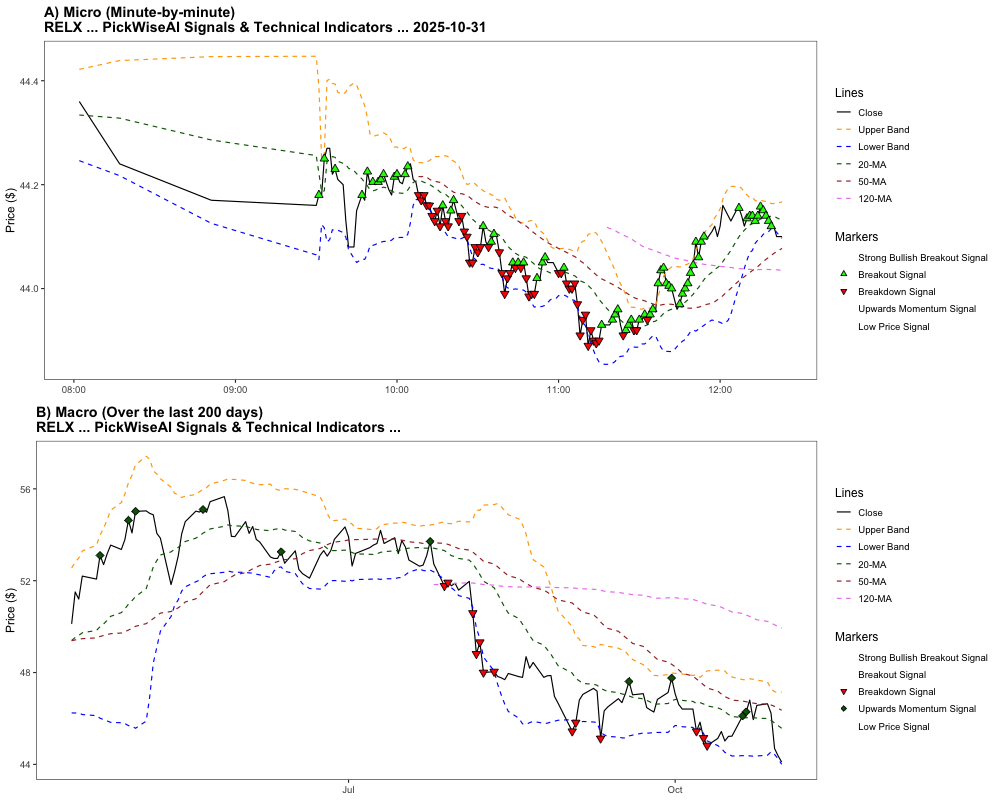 A) Micro (Minute-by-minute)
RELX ... PickWiseAI Signals & Technical Indicators ... 2025-10-31
Price ($)
44.4
44.2
44.0
08:00
09:00
10:00
11:00
12:00
Lines
Close
Upper Band
Lower Band
20-MA
50-MA
120-MA
Markers
Strong Bullish Breakout Signal
Breakout Signal
Breakdown Signal
Upwards Momentum Signal
Low Price Signal
B) Macro (Over the last 200 days)
RELX ... PickWiseAI Signals & Technical Indicators ...
Price ($)
56
52
48
44
Jul
Oct
Lines
Close
Upper Band
Lower Band
20-MA
50-MA
120-MA
Markers
Strong Bullish Breakout Signal
Breakout Signal
Breakdown Signal
Upwards Momentum Signal
Low Price Signal